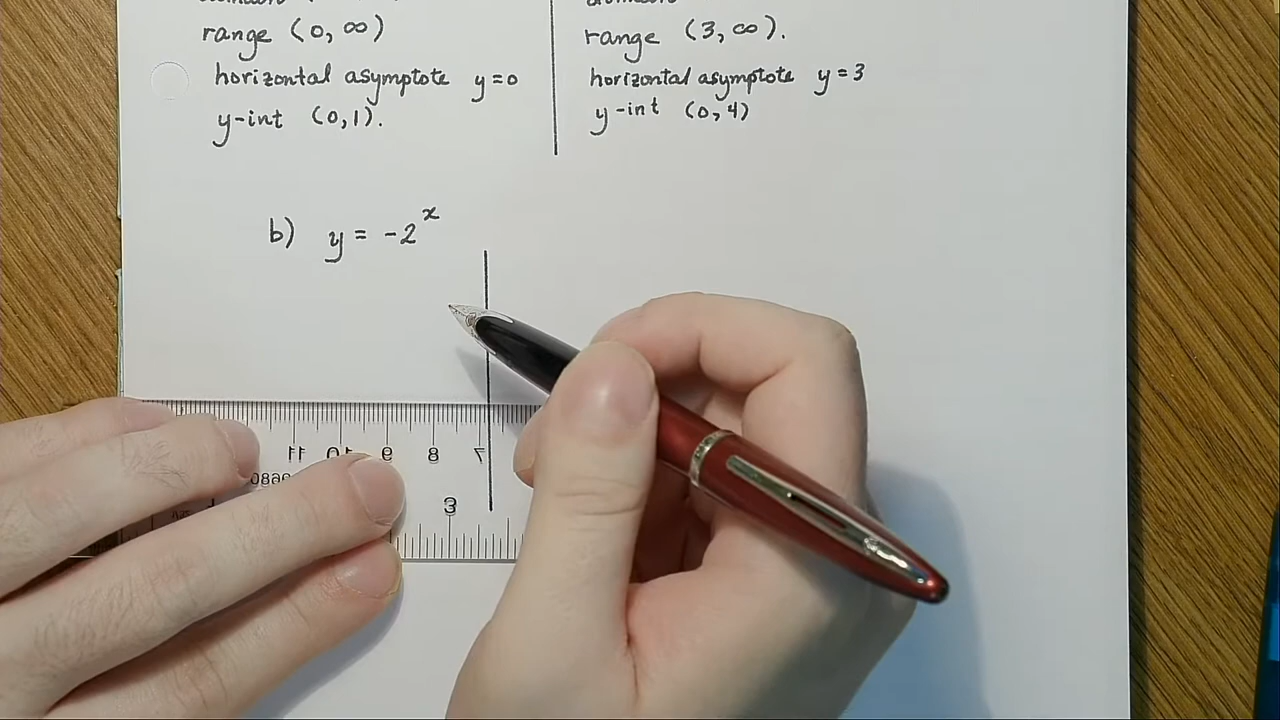 range (0, ∞)
horizontal asymptote y=0
y-int (0,1).
range (3, ∞).
horizontal asymptote y=3
y-int (0,4)
b) y = -2^x
11 10 9 8 7
3